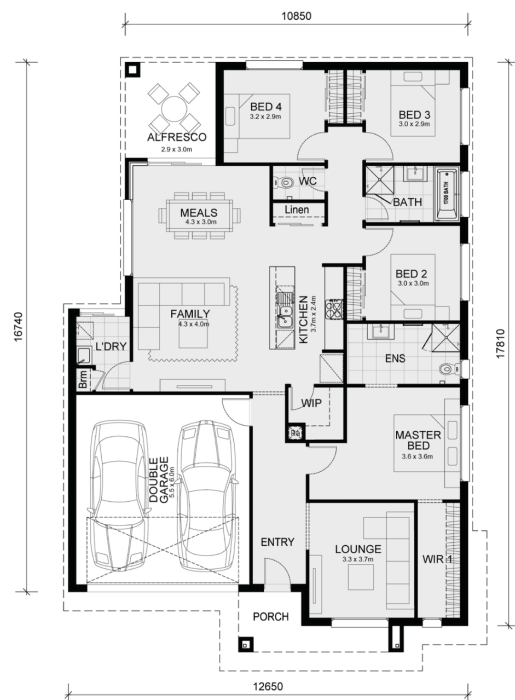 10850
BED 4
3.2 x 2.9m
BED 3
3.0 x 2.9m
ALFRESCO
2.9 x 3.0m
WC
Linen
BATH
1700 BATH
MEALS
4.3 x 3.0m
BED 2
3.0 x 3.0m
16740
17810
FAMILY
4.3 x 4.0m
KITCHEN
3.7m x 2.4m
L'DRY
Brm
ENS
WIP
MASTER
BED
3.6 x 3.6m
DOUBLE
GARAGE
5.5 x 6.0m
ENTRY
LOUNGE
3.3 x 3.7m
WIR 1
PORCH
12650